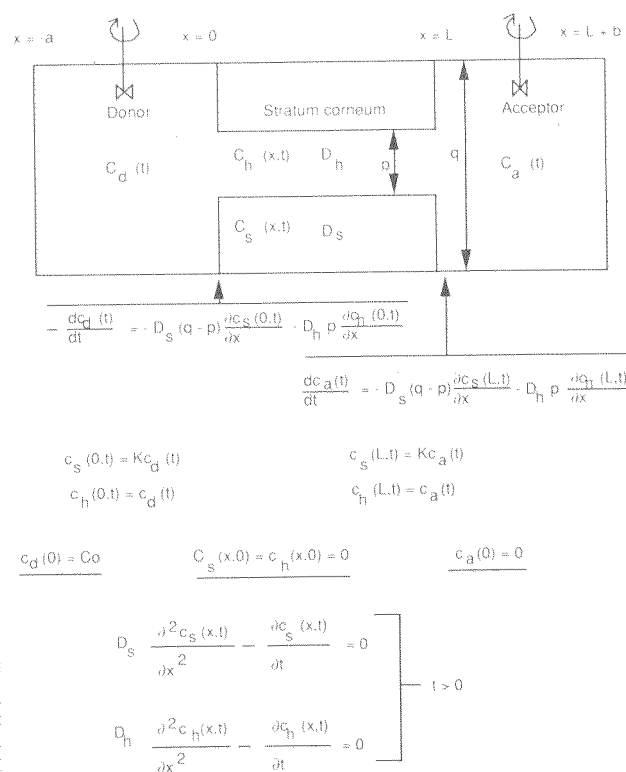 x = -a x = 0 x = L x = L + b
Donor Stratum corneum Acceptor
C_d (t) C_h (x.t) D_h p q C_a (t)
C_s (x.t) D_s
- dc_d (t)/dt = - D_s (q - p) ∂c_s (0.t)/∂x - D_h p ∂c_h (0.t)/∂x
dc_a (t)/dt = - D_s (q - p) ∂c_s (L.t)/∂x - D_h p ∂c_h (L.t)/∂x
c_s (0.t) = Kc_d (t) c_s (L.t) = Kc_a (t)
c_h (0.t) = c_d (t) c_h (L.t) = c_a (t)
c_d (0) = Co C_s (x.0) = c_h (x.0) = 0 c_a (0) = 0
D_s ∂²c_s (x.t)/∂x² - ∂c_s (x.t)/∂t = 0
t > 0
D_h ∂²c_h (x.t)/∂x² - ∂c_h (x.t)/∂t = 0